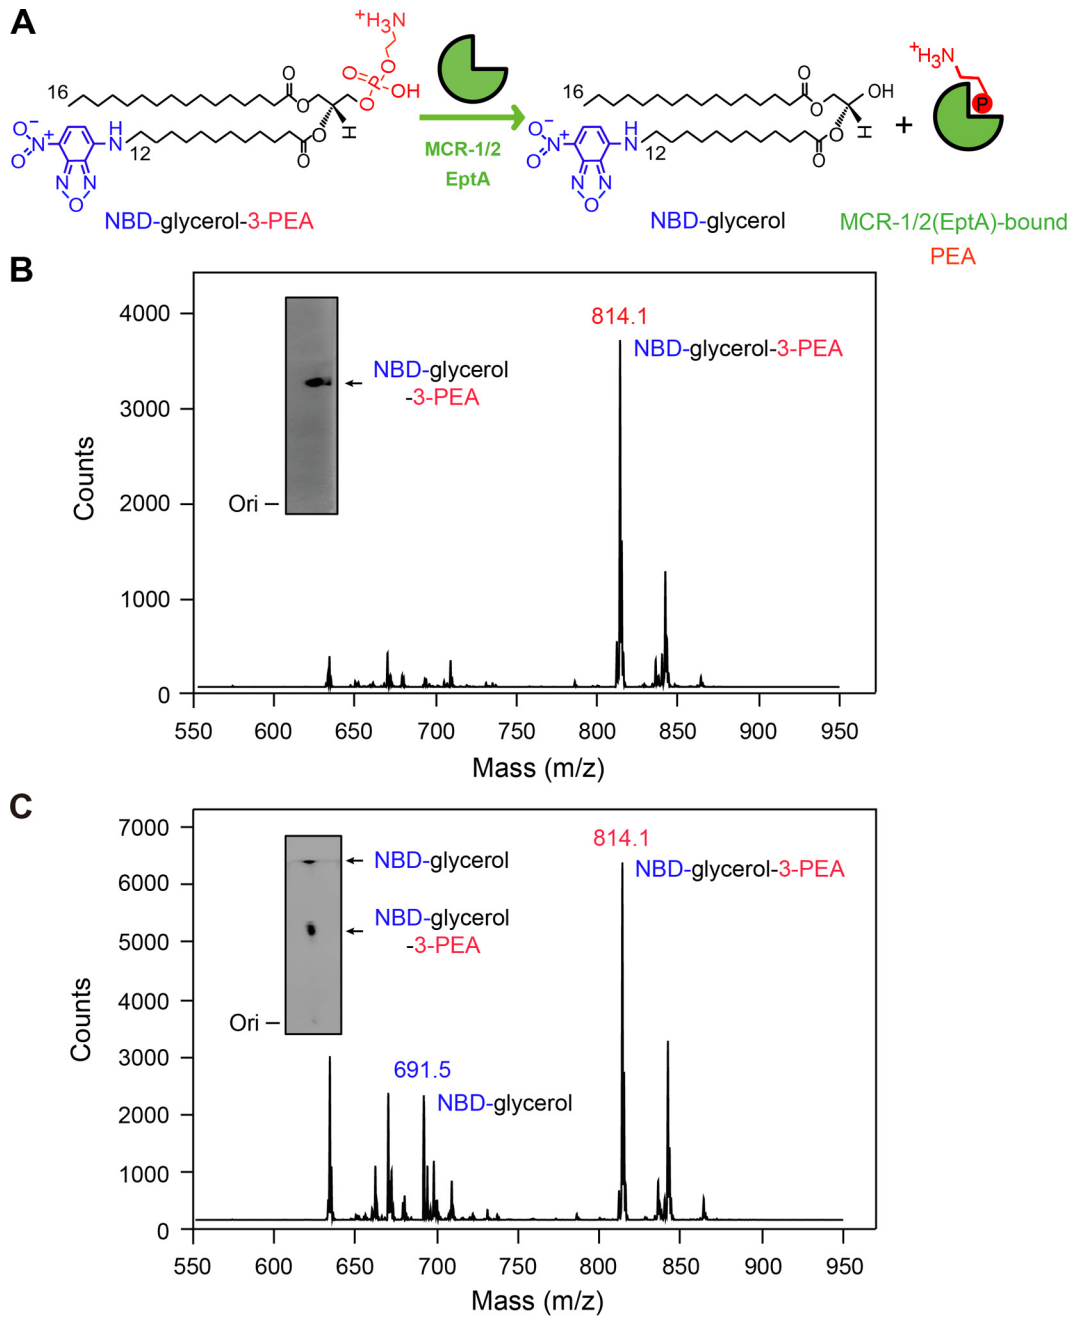 A
+H3N
O
O
P
OH
O
16
O
O
O
O
H
O−
N+
O
NH
12
N
N
O
NBD-glycerol-3-PEA
MCR-1/2
EptA
16
O
O
OH
O
O
H
O−
N+
O
NH
12
N
N
O
NBD-glycerol
+
+H3N
P
MCR-1/2(EptA)-bound
PEA
B
4000
3000
2000
1000
0
Counts
NBD-glycerol
-3-PEA
Ori
814.1
NBD-glycerol-3-PEA
550 600 650 700 750 800 850 900 950
Mass (m/z)
C
7000
6000
5000
4000
3000
2000
1000
0
Counts
NBD-glycerol
NBD-glycerol
-3-PEA
Ori
691.5
NBD-glycerol
814.1
NBD-glycerol-3-PEA
550 600 650 700 750 800 850 900 950
Mass (m/z)